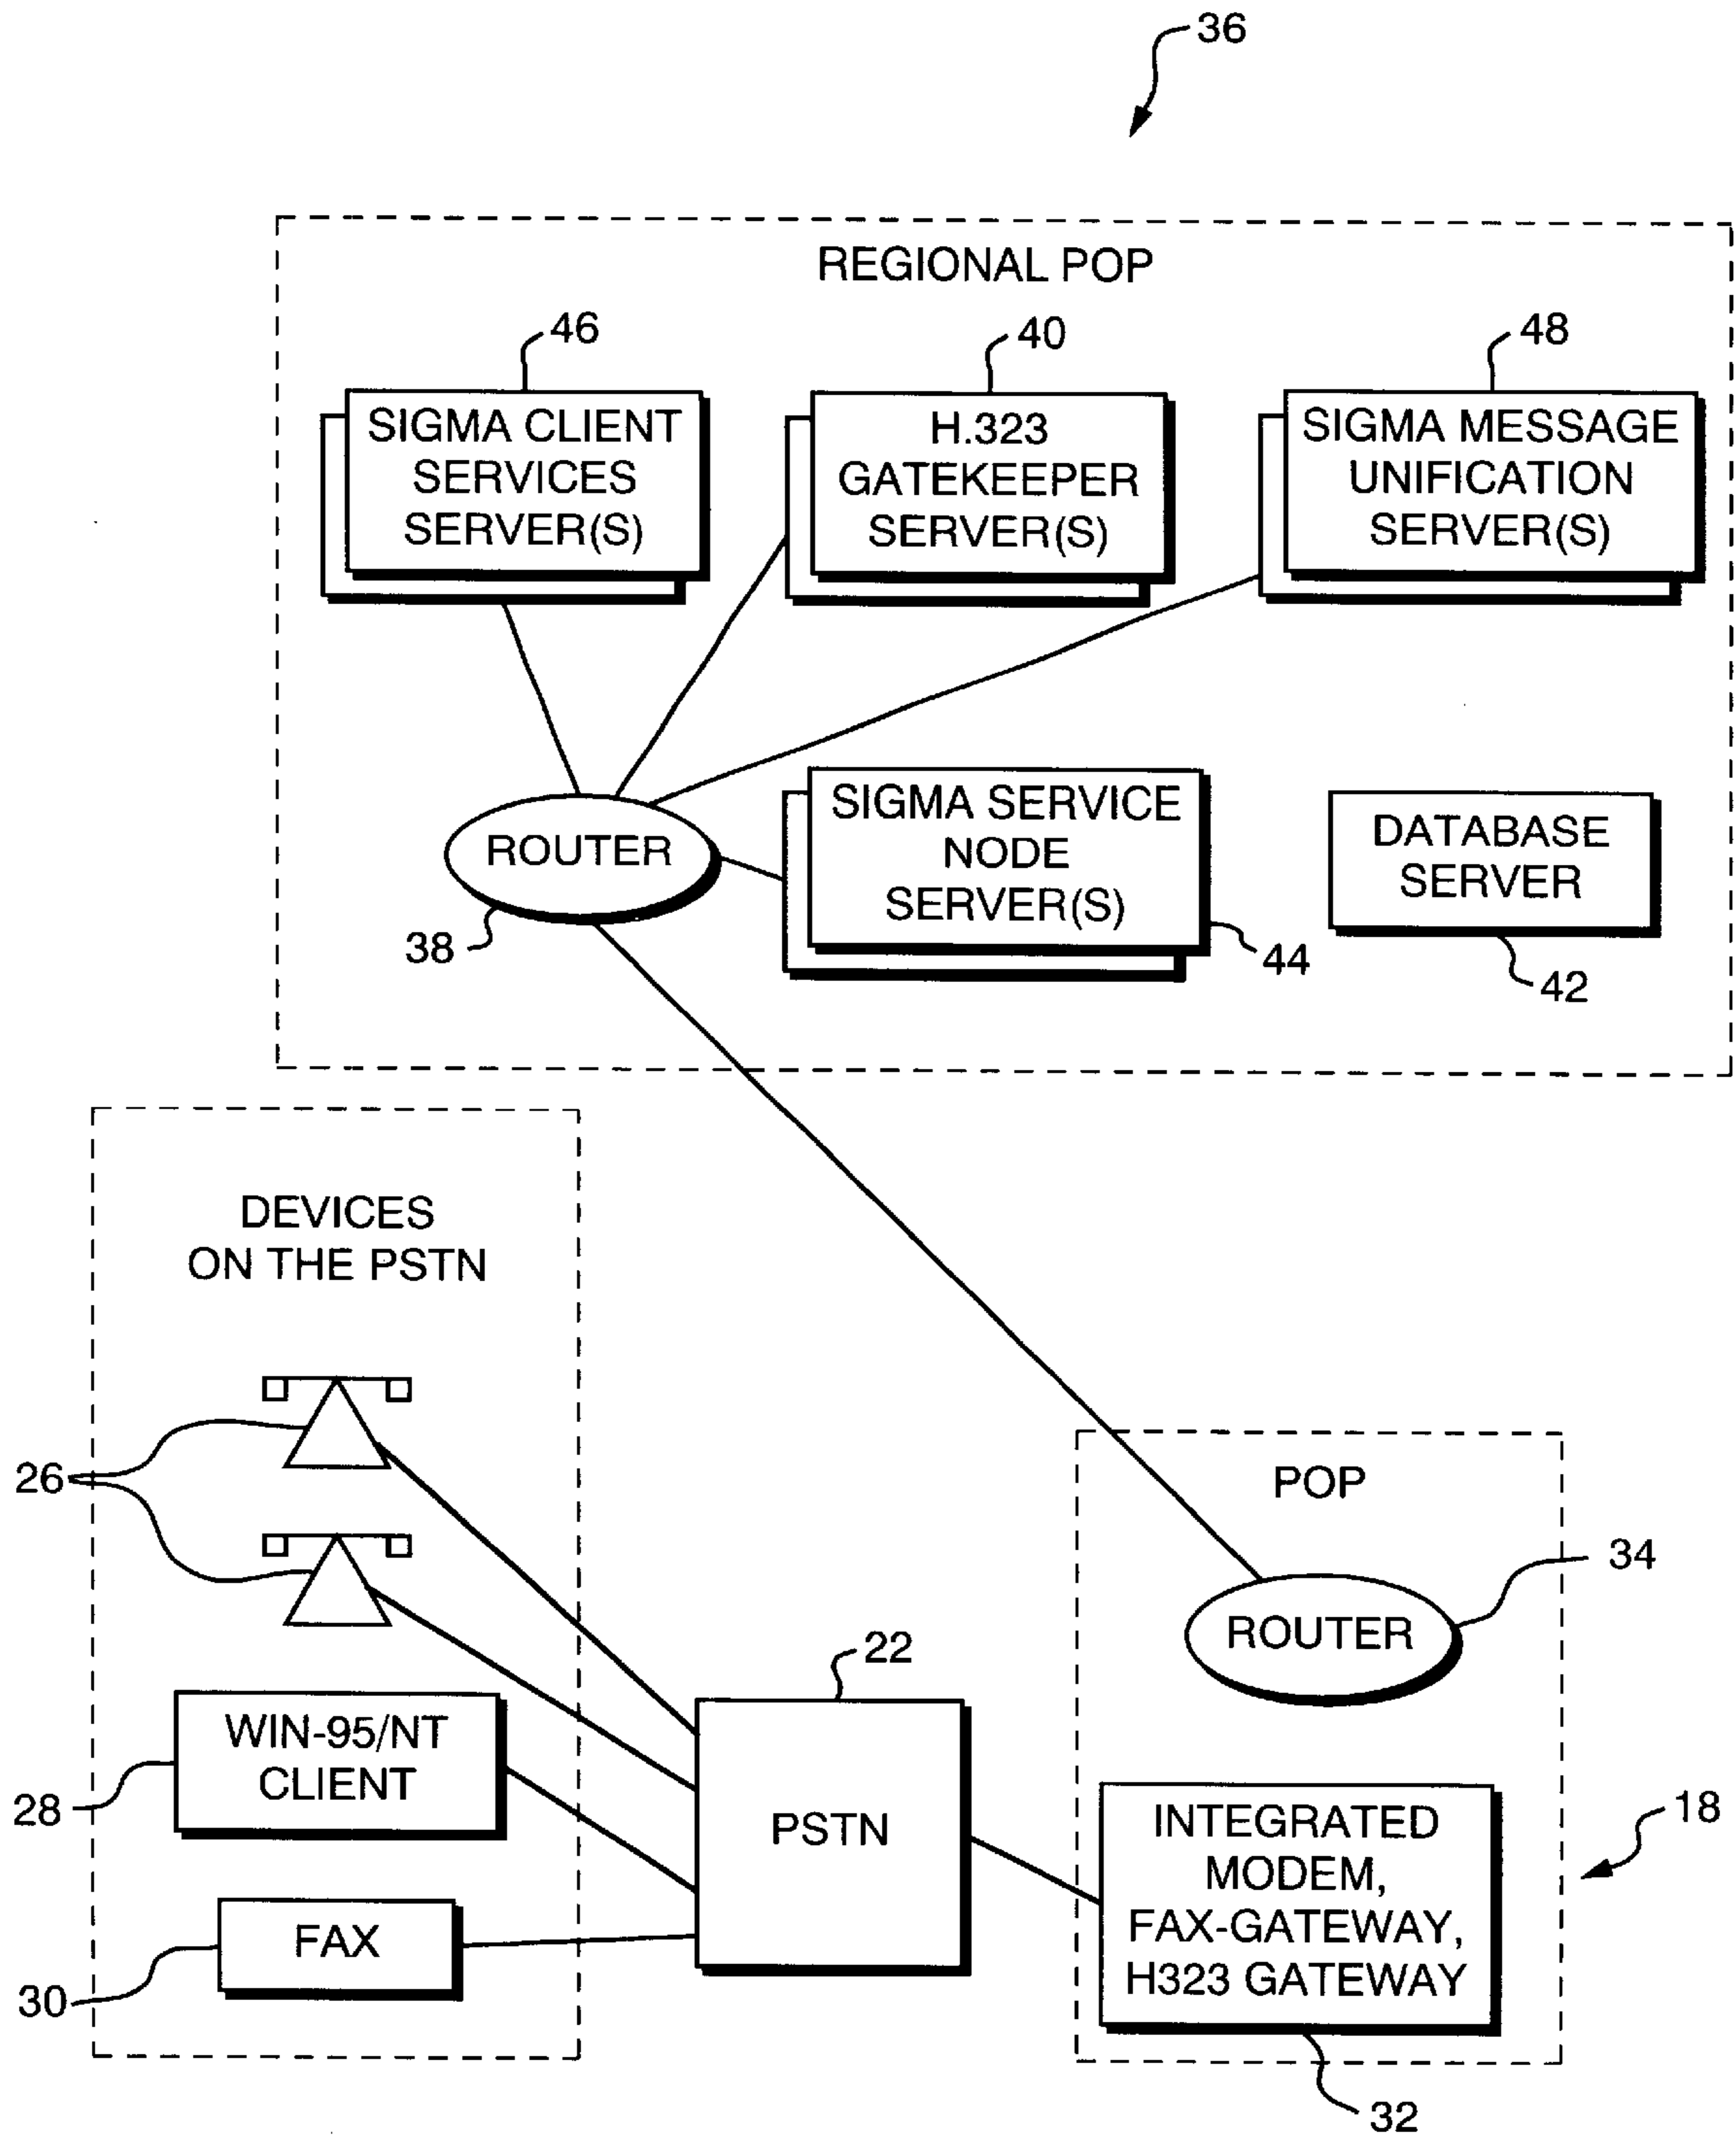 36
REGIONAL POP
46
40
48
SIGMA CLIENT
SERVICES
SERVER(S)
H.323
GATEKEEPER
SERVER(S)
SIGMA MESSAGE
UNIFICATION
SERVER(S)
ROUTER
38
SIGMA SERVICE
NODE
SERVER(S)
44
DATABASE
SERVER
42
DEVICES
ON THE PSTN
26
WIN-95/NT
CLIENT
28
FAX
30
22
PSTN
POP
34
ROUTER
18
INTEGRATED
MODEM,
FAX-GATEWAY,
H323 GATEWAY
32